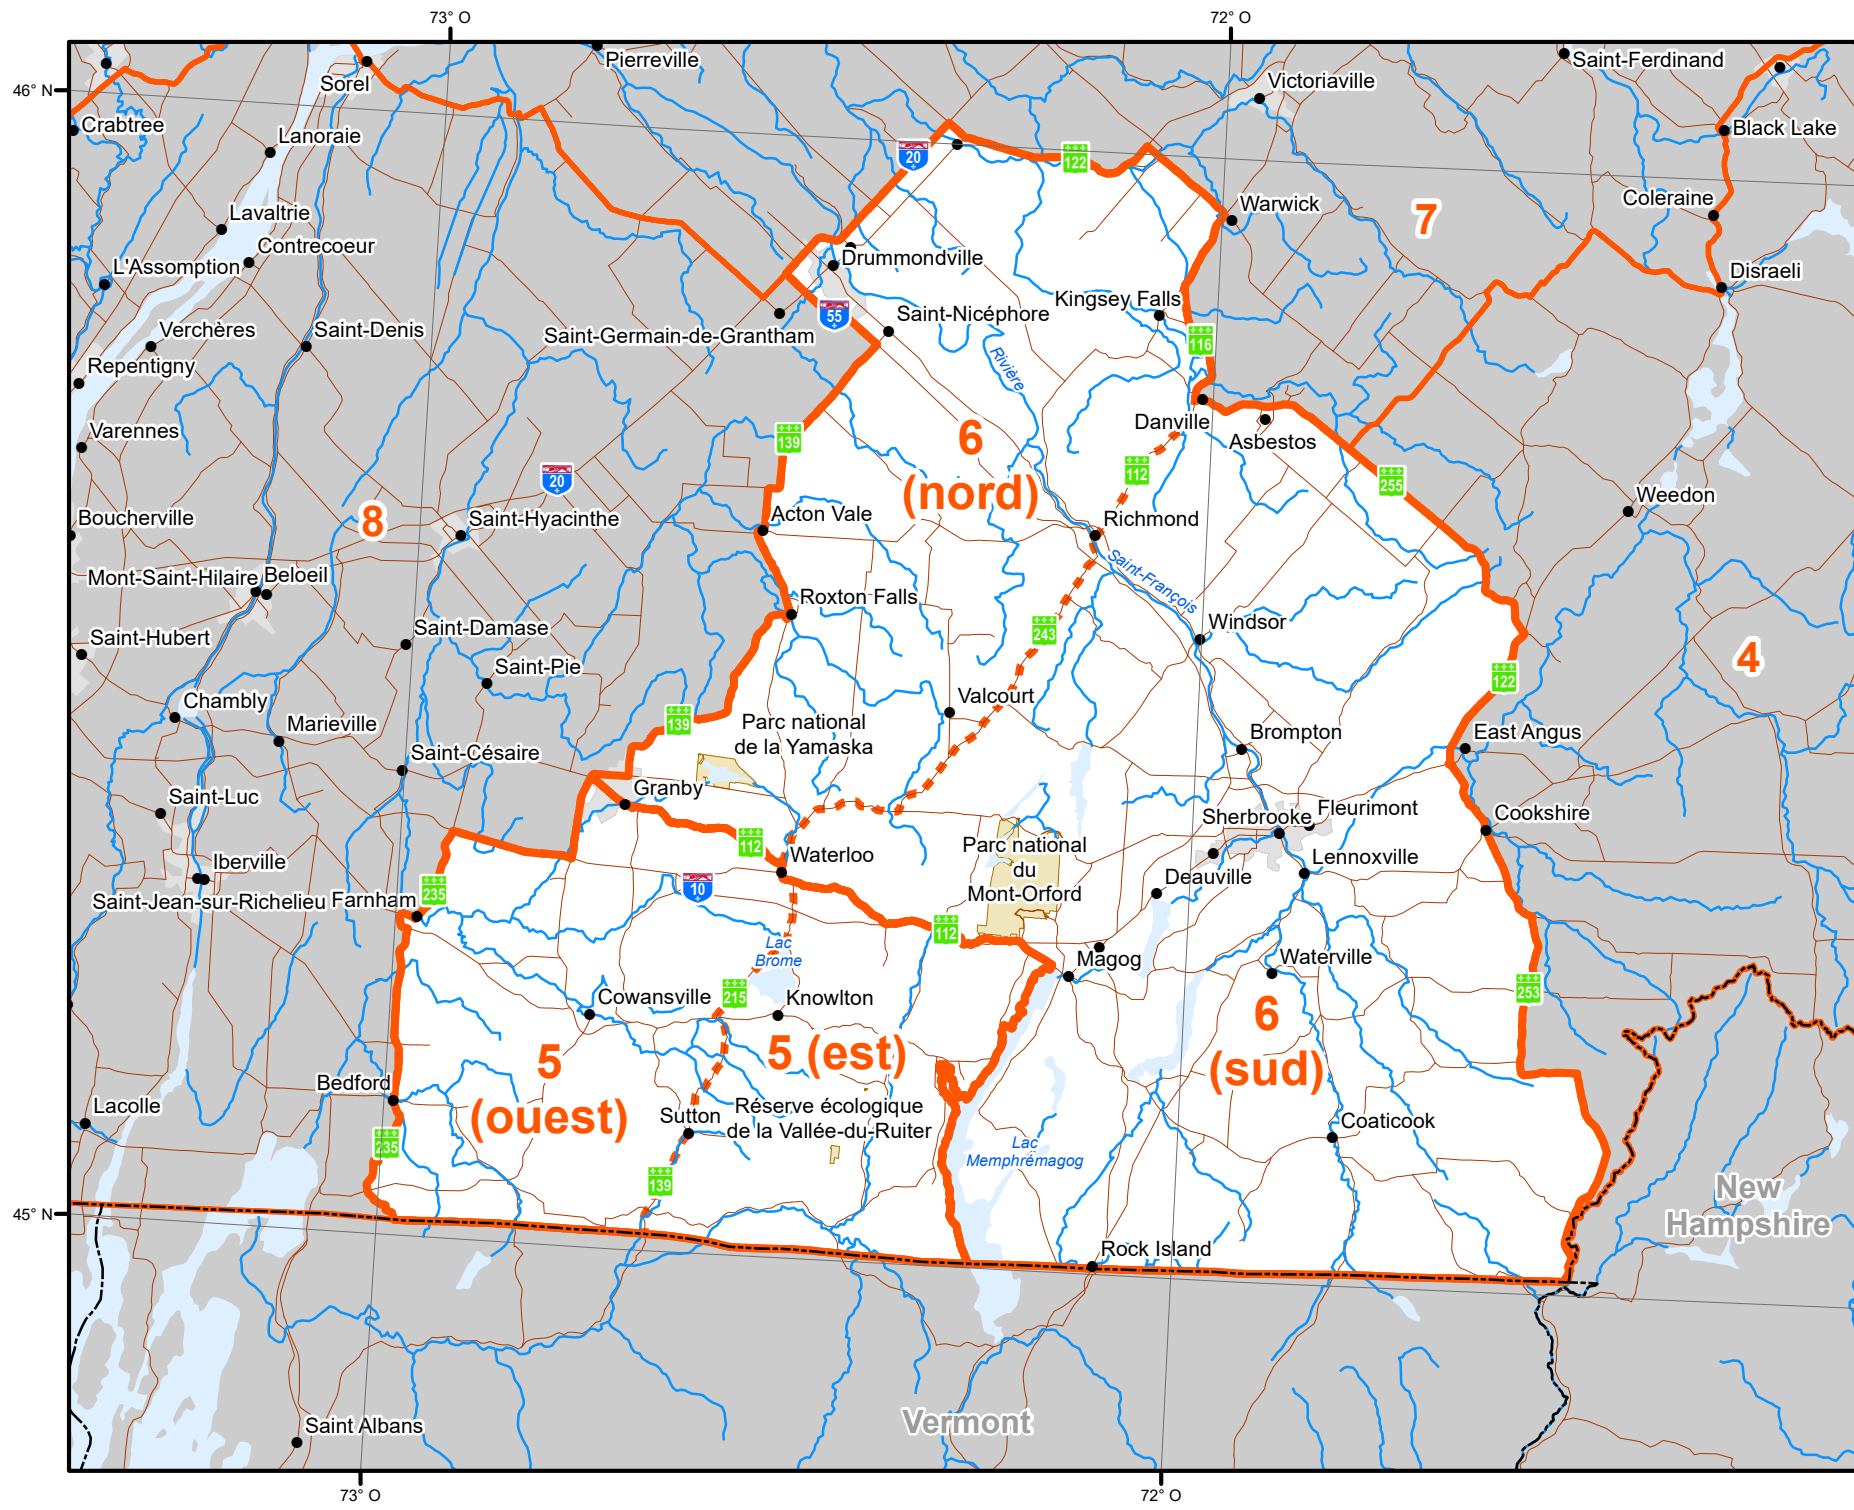 73° O
72° O
46° N
Sorel
Pierreville
Saint-Ferdinand
Victoriaville
Crabtree
Lanoraie
Black Lake
20
122
Lavaltrie
Warwick
7
Coleraine
Contrecoeur
L'Assomption
Drummondville
Disraeli
Kingsey Falls
55
Saint-Nicéphore
Verchères
Saint-Denis
Saint-Germain-de-Grantham
116
Repentigny
Rivière
Varennes
139
6
(nord)
Danville
Asbestos
112
255
20
Weedon
Boucherville
8
Saint-Hyacinthe
Acton Vale
Richmond
Mont-Saint-Hilaire
Beloeil
Saint-François
Roxton Falls
Saint-Hubert
Saint-Damase
243
Windsor
4
Saint-Pie
122
Chambly
Valcourt
Marieville
139
Parc national
de la Yamaska
Brompton
East Angus
Saint-Césaire
Granby
Saint-Luc
Sherbrooke
Fleurimont
Cookshire
112
Waterloo
Parc national
du
Mont-Orford
Iberville
Lennoxville
Deauville
235
10
Saint-Jean-sur-Richelieu
Farnham
112
Lac
Brome
Magog
Waterville
215
253
Cowansville
Knowlton
6
(sud)
5
(ouest)
5 (est)
Bedford
Lacolle
Sutton
Réserve écologique
de la Vallée-du-Ruiter
Coaticook
235
Lac
Memphrémagog
139
New
Hampshire
45° N
Rock Island
Vermont
Saint Albans
73° O
72° O